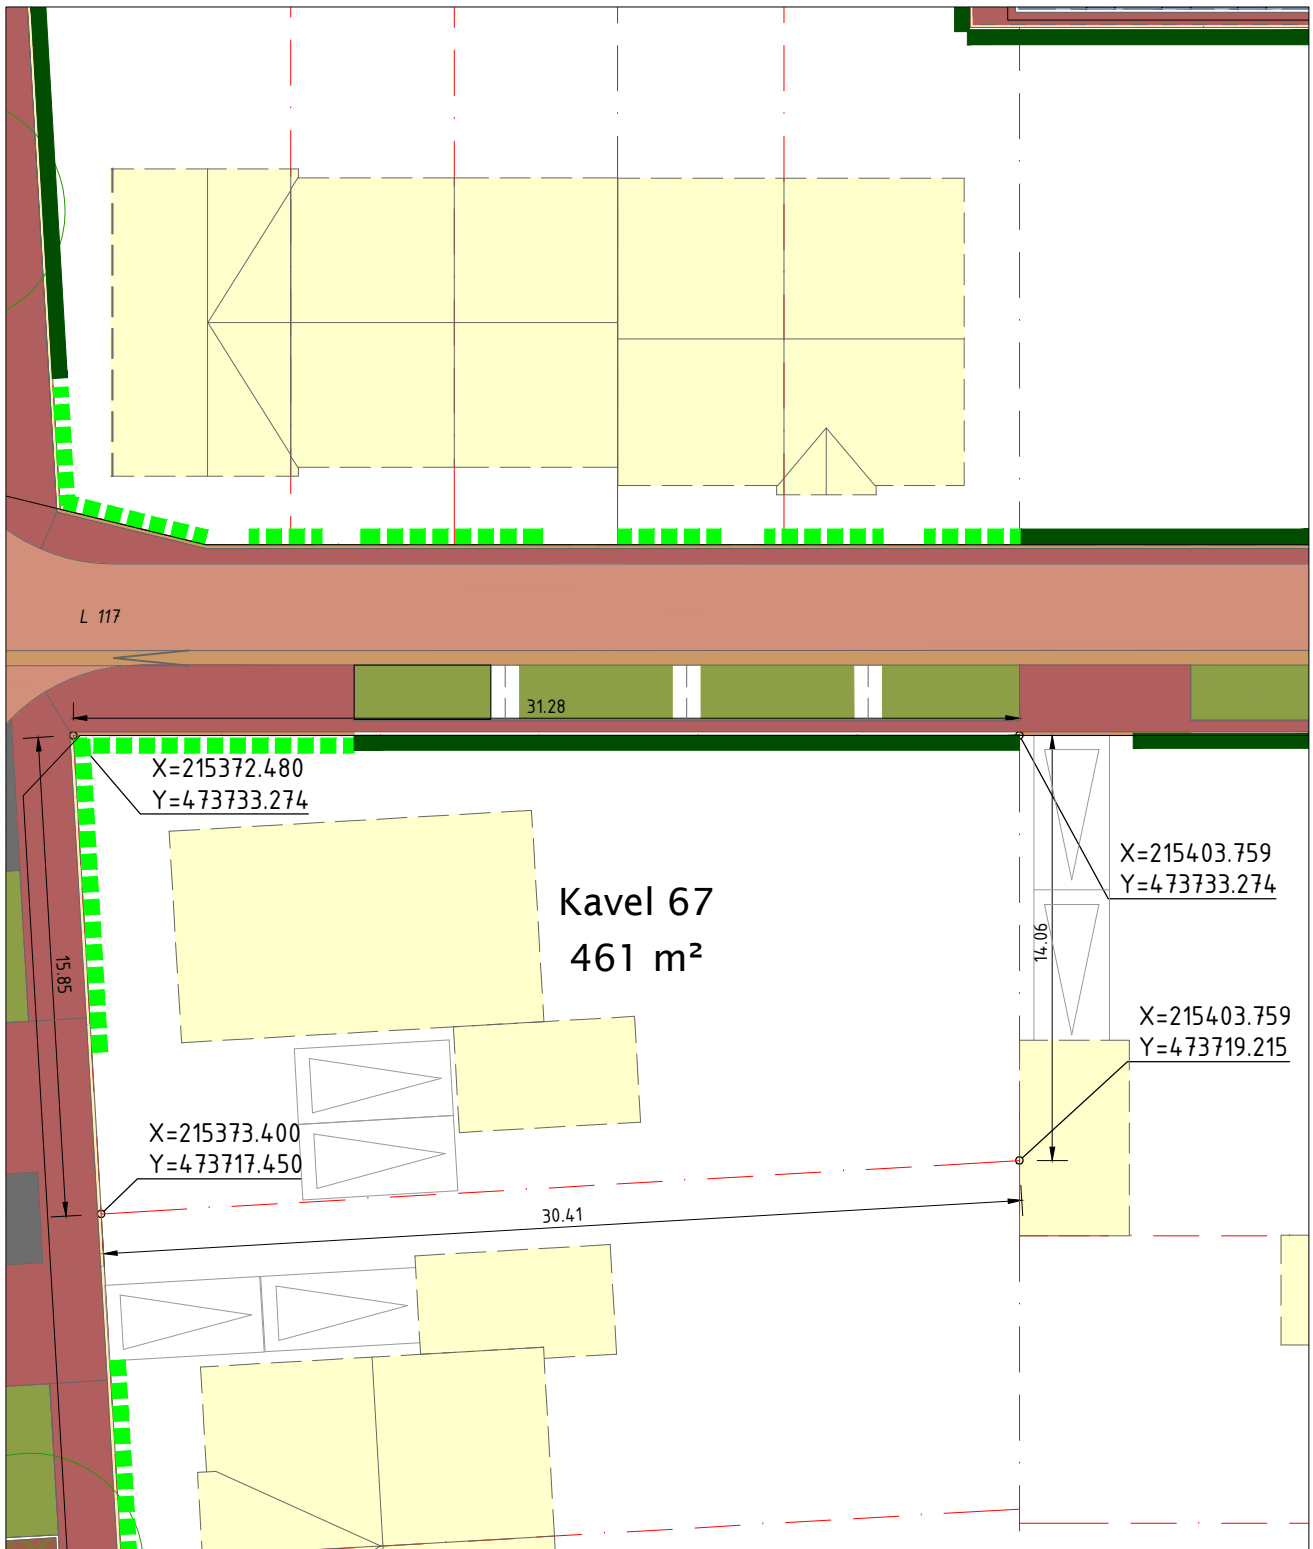 L 117
31.28
X=215372.480
Y=473733.274
X=215403.759
Y=473733.274
Kavel 67
461 m²
15.85
14.06
X=215403.759
Y=473719.215
X=215373.400
Y=473717.450
30.41